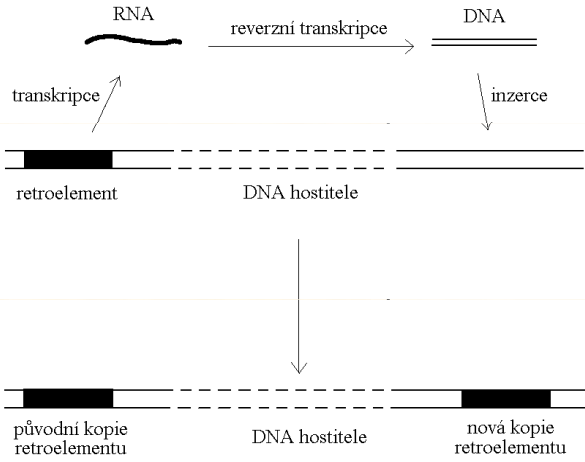 RNA
reverzní transkripce
DNA
transkripce
inzerce
retroelement
DNA hostitele
původní kopie
retroelementu
DNA hostitele
nová kopie
retroelementu